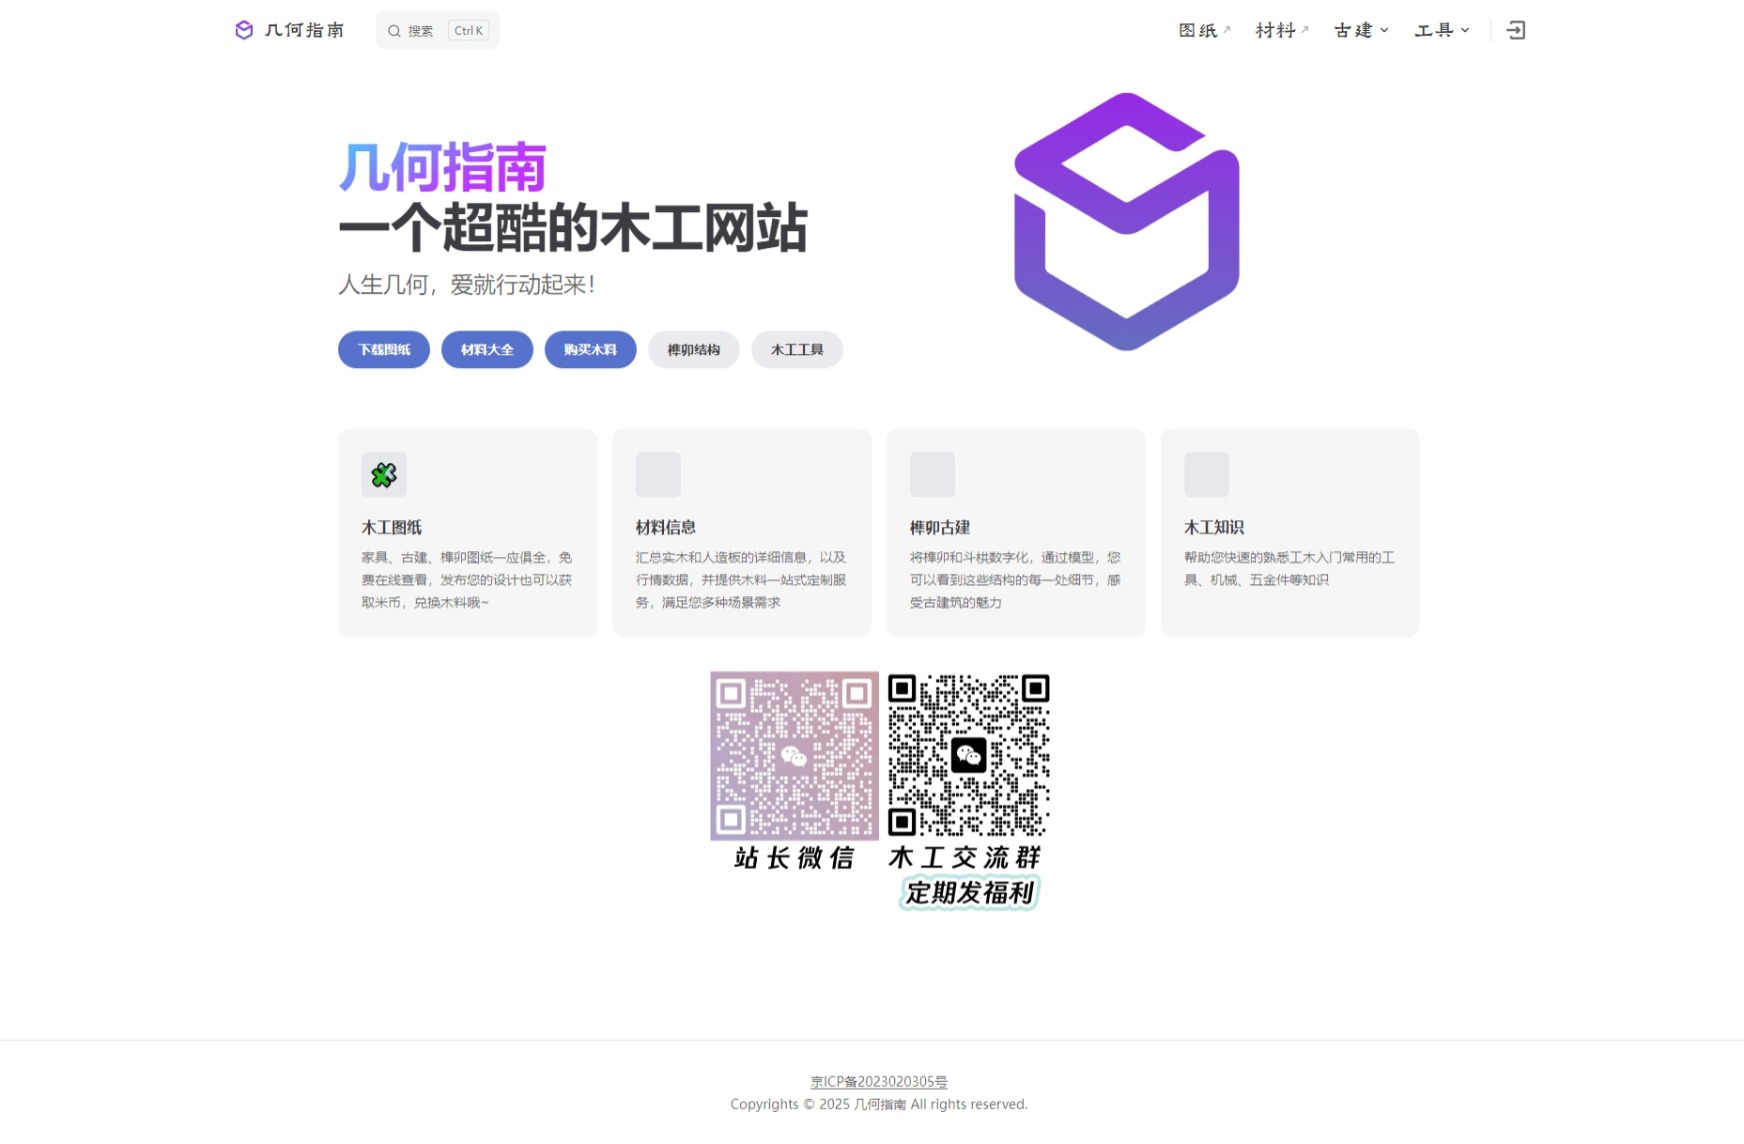 几何指南
搜索 Ctrl K
图纸 材料 古建 工具
几何指南
一个超酷的木工网站
人生几何，爱就行动起来！
下载图纸 材料大全 购买木料 榫卯结构 木工工具
木工图纸
家具、古建、榫卯图纸一应俱全，免
费在线查看，发布您的设计也可以获
取米币，兑换木料哦~
材料信息
汇总实木和人造板的详细信息，以及
行情数据，并提供木料一站式定制服
务，满足您多种场景需求
榫卯古建
将榫卯和斗栱数字化，通过模型，您
可以看到这些结构的每一处细节，感
受古建筑的魅力
木工知识
帮助您快速的熟悉工木入门常用的工
具、机械、五金件等知识
站长微信
木工交流群
定期发福利
京ICP备2023020305号
Copyrights © 2025 几何指南 All rights reserved.